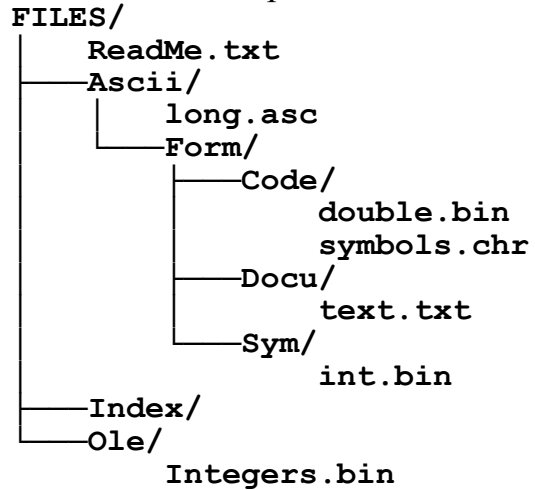 FILES/
ReadMe.txt
Ascii/
long.asc
Form/
Code/
double.bin
symbols.chr
Docu/
text.txt
Sym/
int.bin
Index/
Ole/
Integers.bin